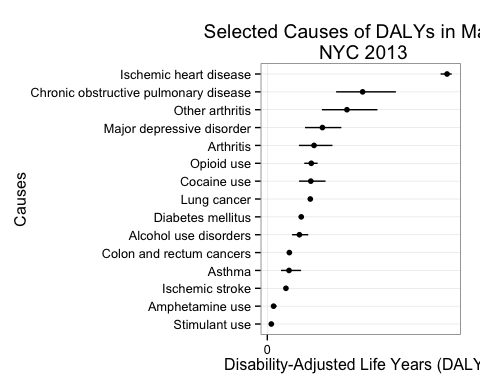 Selected Causes of DALYs in Ma
NYC 2013
Causes
Ischemic heart disease
Chronic obstructive pulmonary disease
Other arthritis
Major depressive disorder
Arthritis
Opioid use
Cocaine use
Lung cancer
Diabetes mellitus
Alcohol use disorders
Colon and rectum cancers
Asthma
Ischemic stroke
Amphetamine use
Stimulant use
0
Disability-Adjusted Life Years (DALY